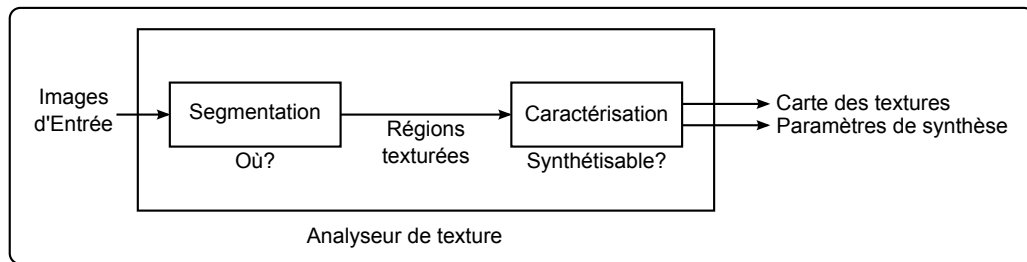 Images
d'Entrée
Segmentation
Où?
Régions
texturées
Caractérisation
Synthétisable?
Carte des textures
Paramètres de synthèse
Analyseur de texture